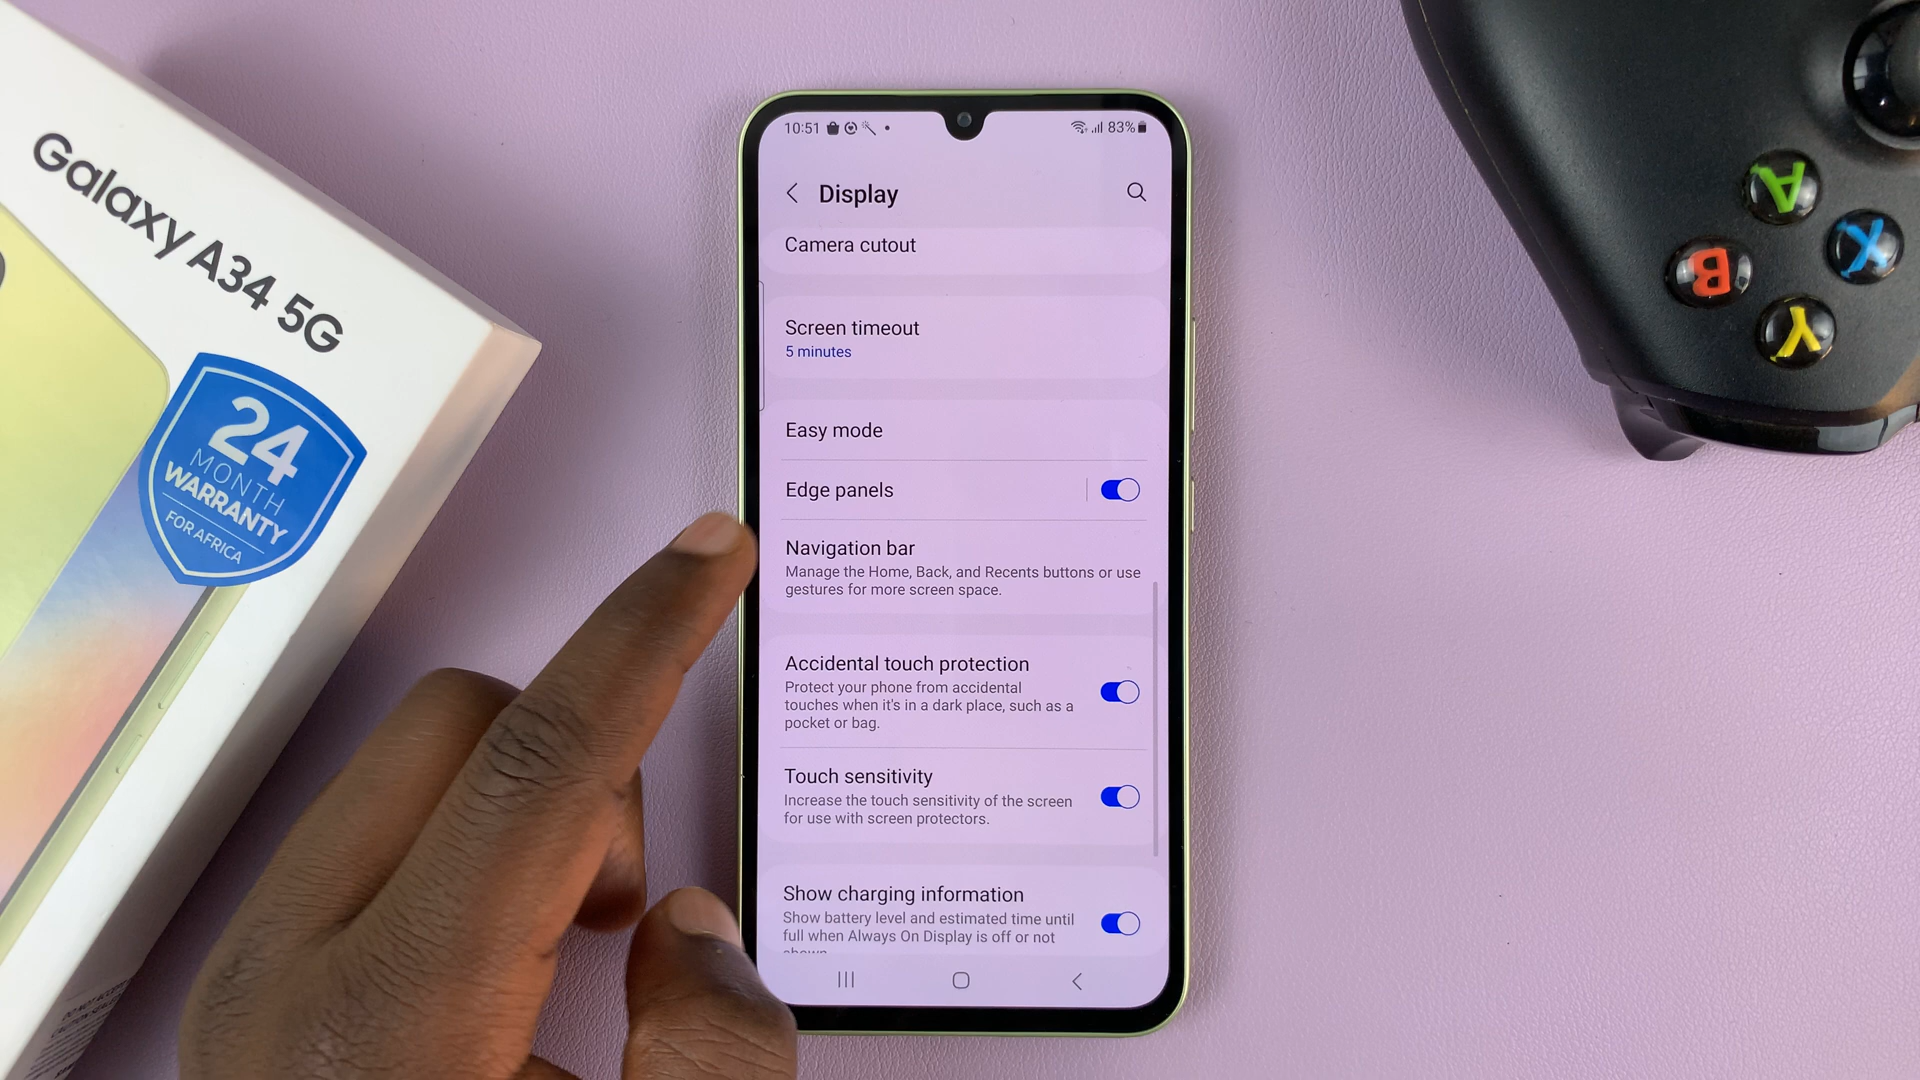 Galaxy A34 5G
24
MONTH
WARRANTY
FOR AFRICA
10:51
83%
Display
Camera cutout
Screen timeout
5 minutes
Easy mode
Edge panels
Navigation bar
Manage the Home, Back, and Recents buttons or use
gestures for more screen space.
Accidental touch protection
Protect your phone from accidental
touches when it's in a dark place, such as a
pocket or bag.
Touch sensitivity
Increase the touch sensitivity of the screen
for use with screen protectors.
Show charging information
Show battery level and estimated time until
full when Always On Display is off or not
shown.
A
X
B
Y